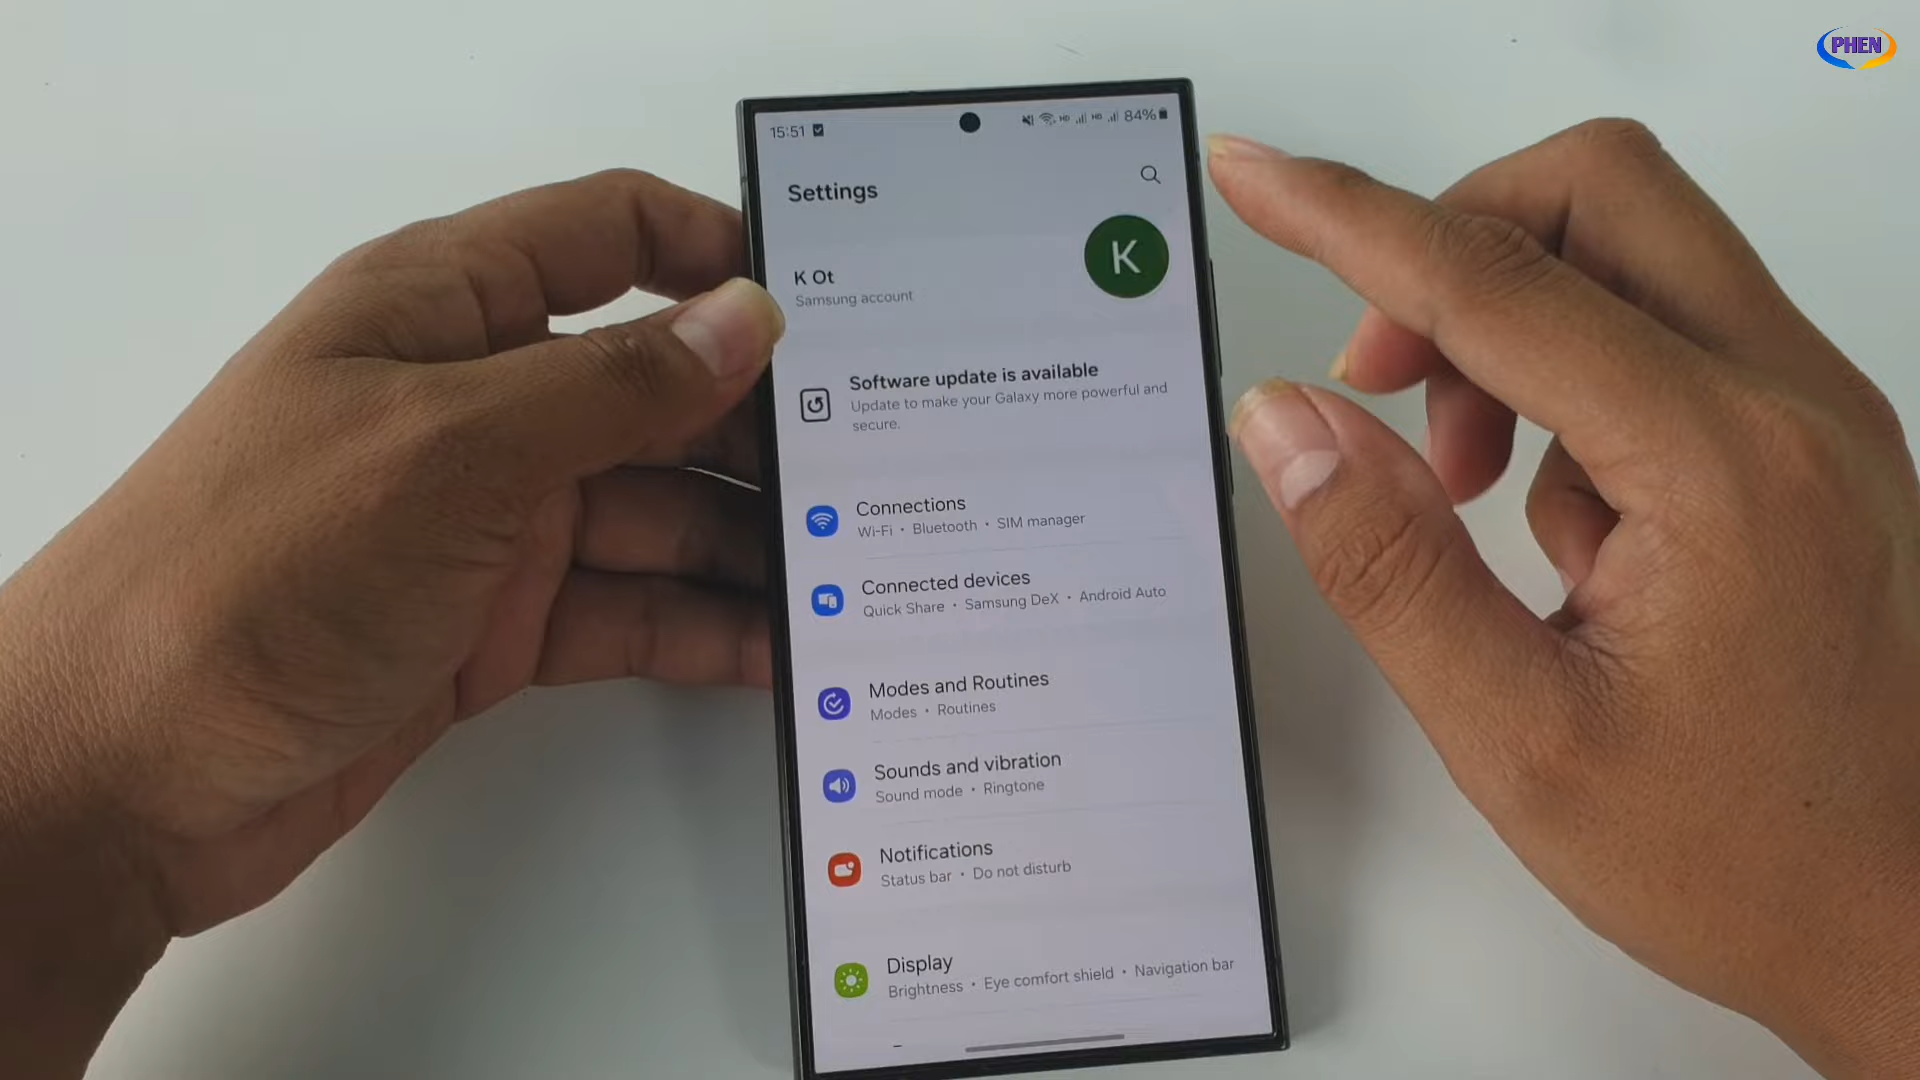 PHEN
15:51
HD HD 84%
Settings
K Ot
Samsung account
K
Software update is available
Update to make your Galaxy more powerful and
secure.
Connections
Wi-Fi • Bluetooth • SIM manager
Connected devices
Quick Share • Samsung DeX • Android Auto
Modes and Routines
Modes • Routines
Sounds and vibration
Sound mode • Ringtone
Notifications
Status bar • Do not disturb
Display
Brightness • Eye comfort shield • Navigation bar